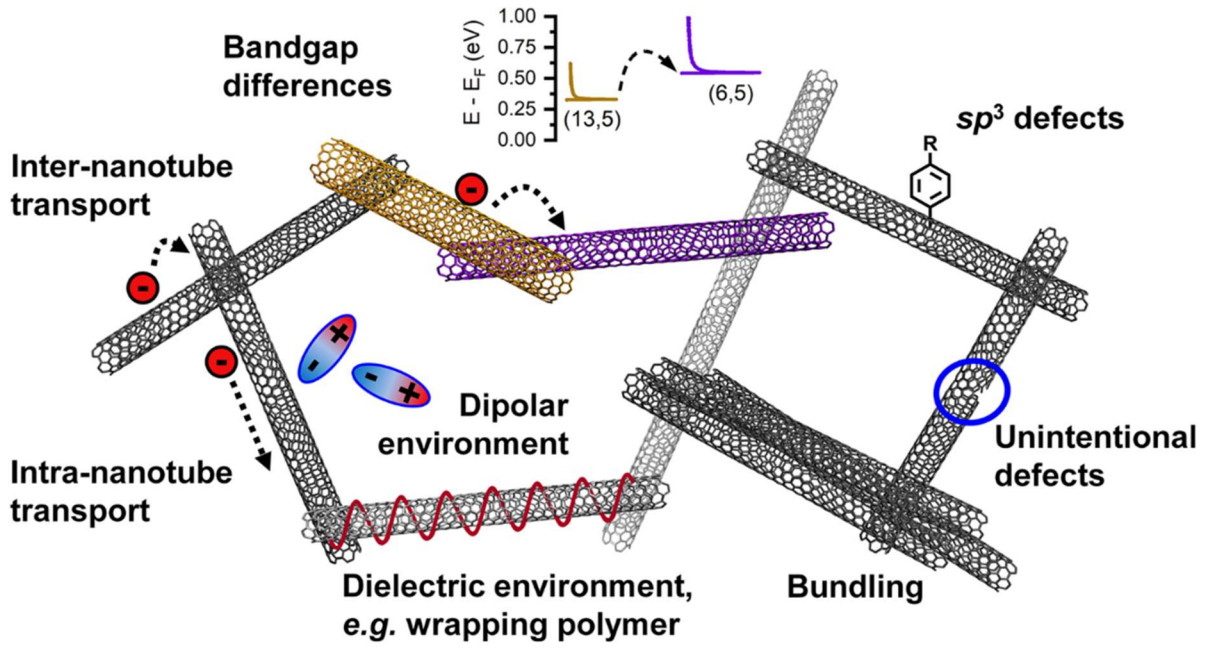 Bandgap
differences
E - E_F (eV)
1.00
0.75
0.50
0.25
0.00
(13,5)
(6,5)
sp³ defects
R
Inter-nanotube
transport
-
-
-
+
-
-
+
Dipolar
environment
Intra-nanotube
transport
Unintentional
defects
Dielectric environment,
e.g. wrapping polymer
Bundling